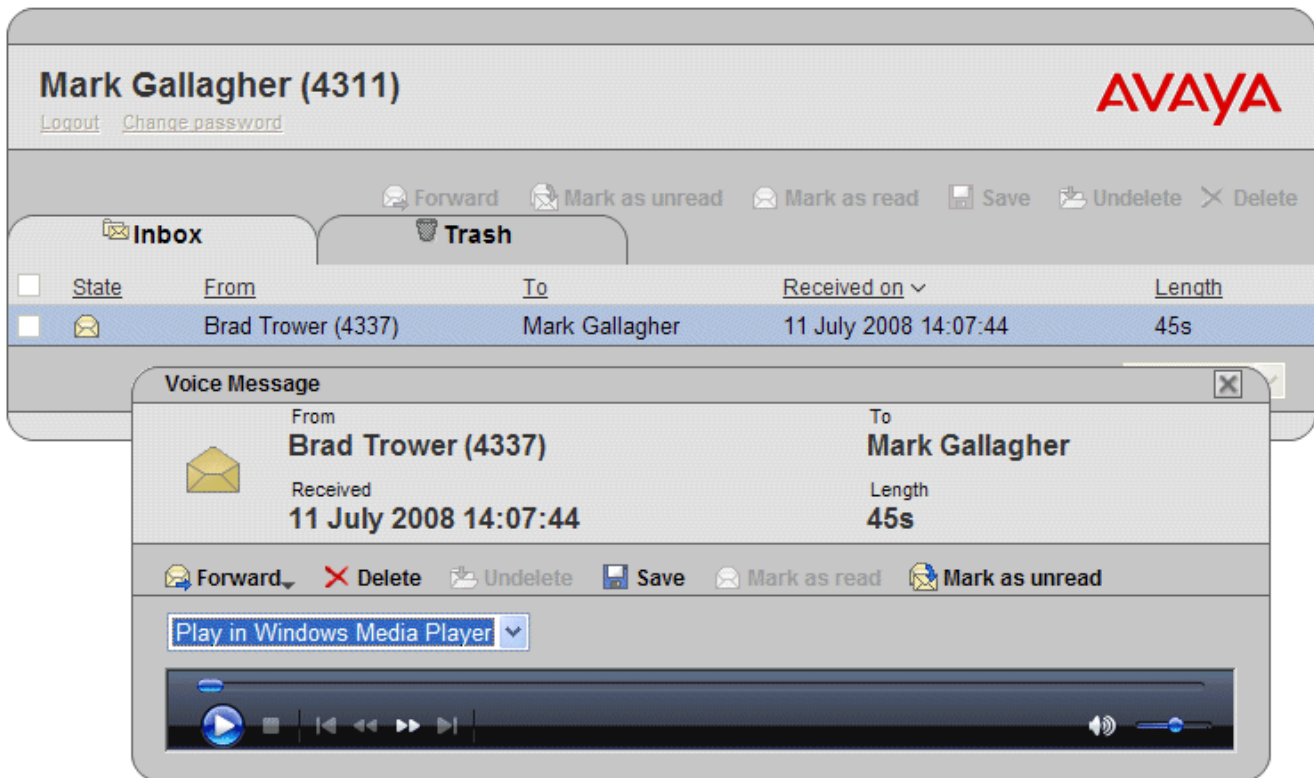 Mark Gallagher (4311)
AVAYA
Logout Change password
Forward Mark as unread Mark as read Save Undelete Delete
Inbox Trash
State From To Received on Length
Brad Trower (4337) Mark Gallagher 11 July 2008 14:07:44 45s
Voice Message
From To
Brad Trower (4337) Mark Gallagher
Received Length
11 July 2008 14:07:44 45s
Forward Delete Undelete Save Mark as read Mark as unread
Play in Windows Media Player